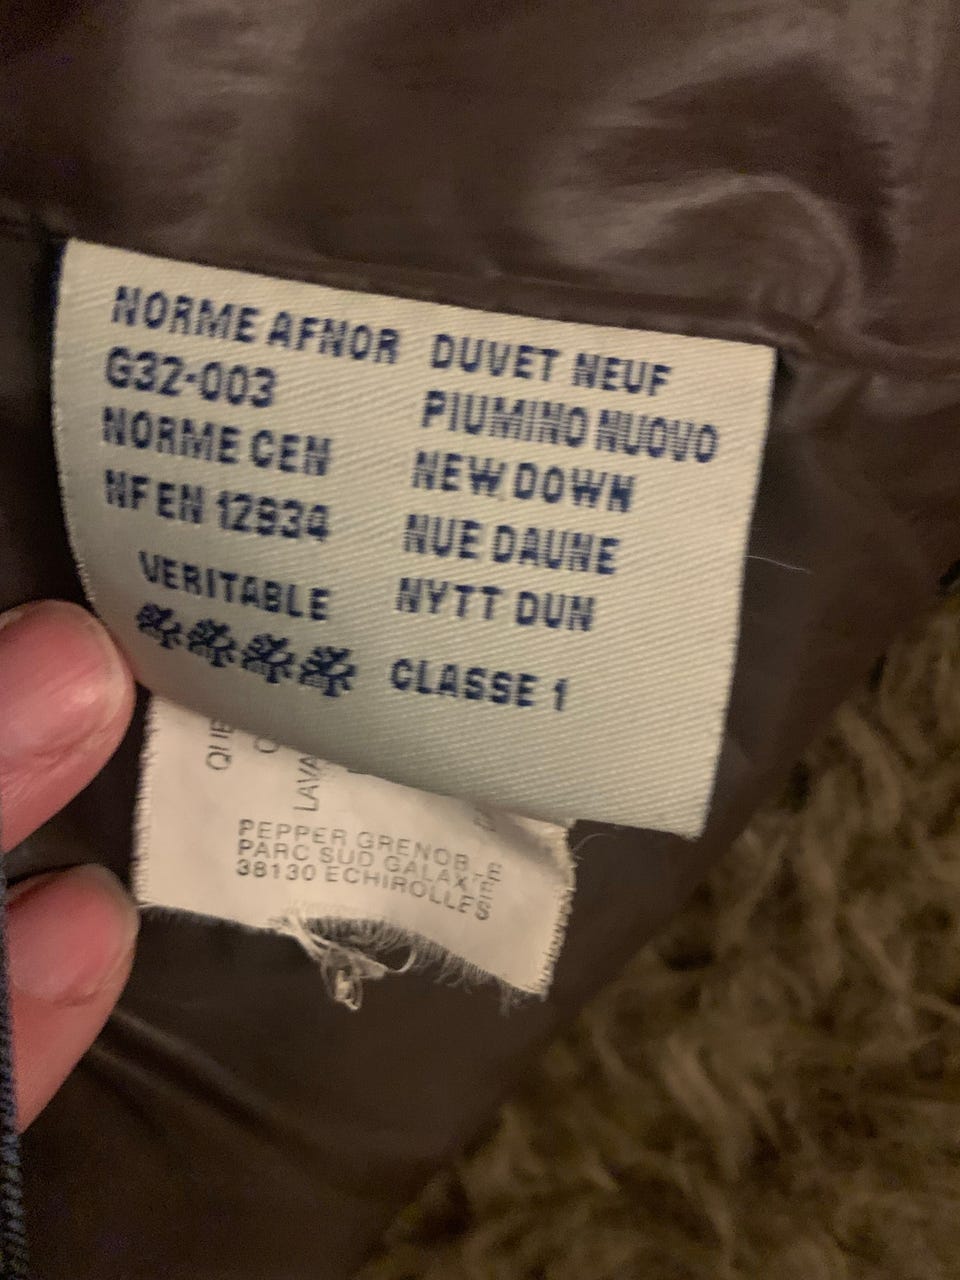 NORME AFNOR
G32-003
NORME CEN
NF EN 12934
VERITABLE
DUVET NEUF
PIUMINO NUOVO
NEW DOWN
NUE DAUNE
NYTT DUN
CLASSE 1
PEPPER GRENOBLE
PARC SUD GALAXIE
38130 ECHIROLLES